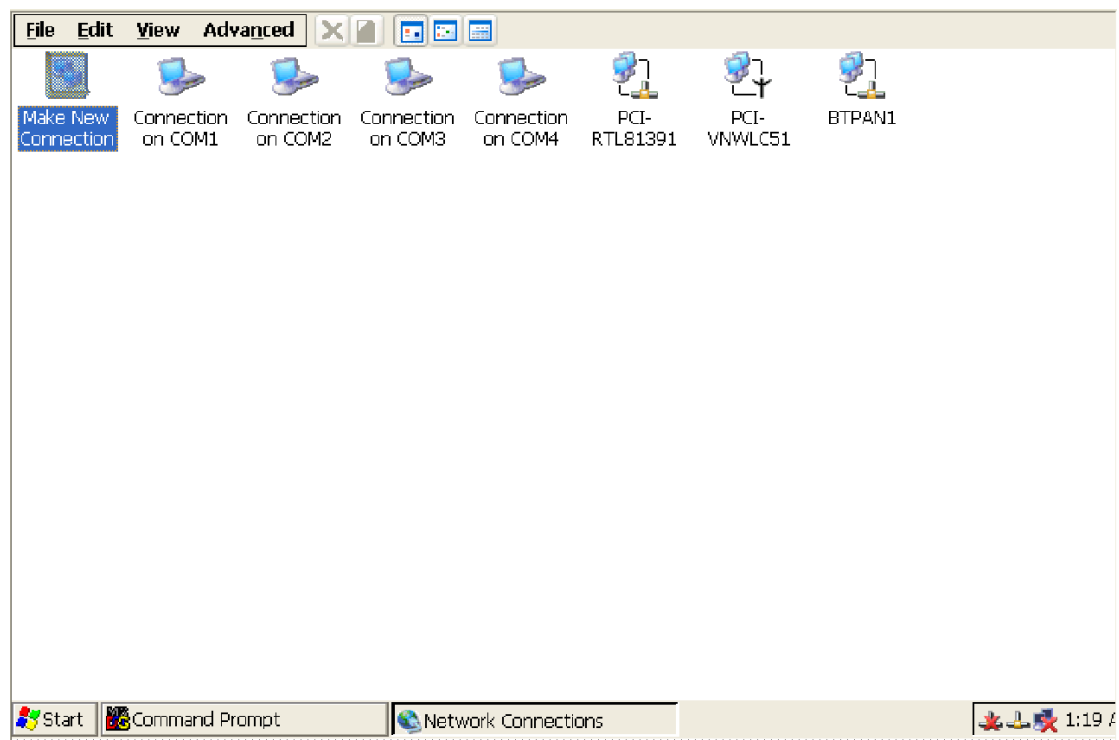 File Edit View Advanced
Make New Connection
Connection on COM1
Connection on COM2
Connection on COM3
Connection on COM4
PCI-RTL81391
PCI-VNWLC51
BTPAN1
Start Command Prompt Network Connections 1:19